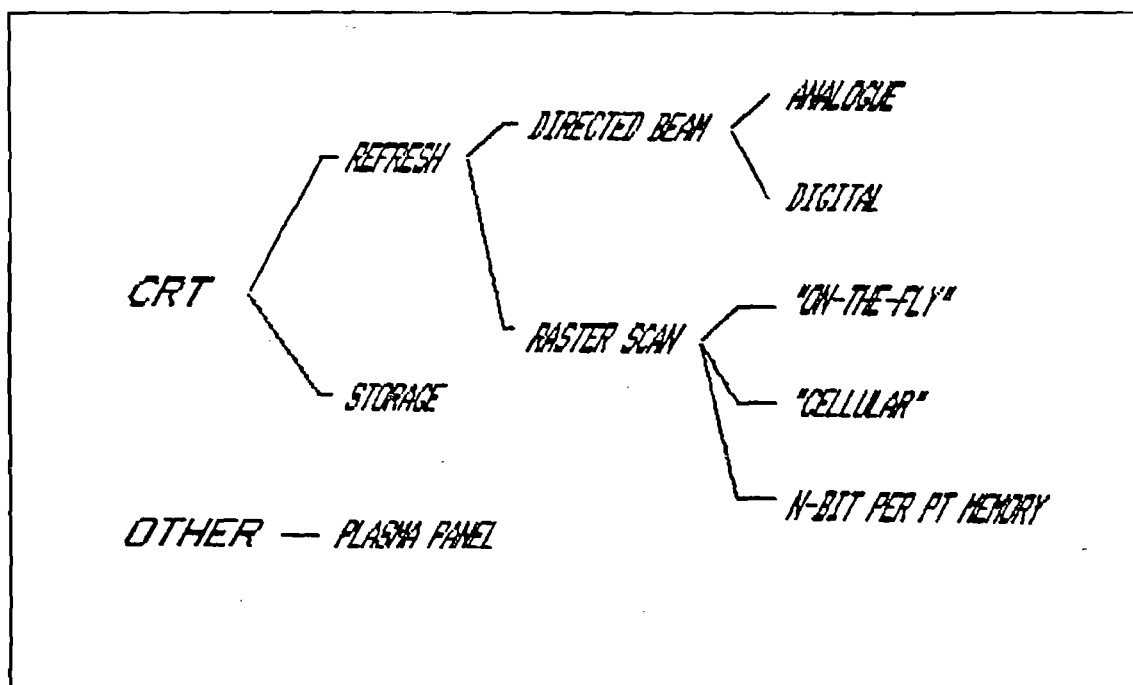 ANALOGUE
DIRECTED BEAM
REFRESH
DIGITAL
CRT
"ON-THE-FLY"
RASTER SCAN
STORAGE
"CELLULAR"
N-BIT PER PT MEMORY
OTHER — PLASMA PANEL